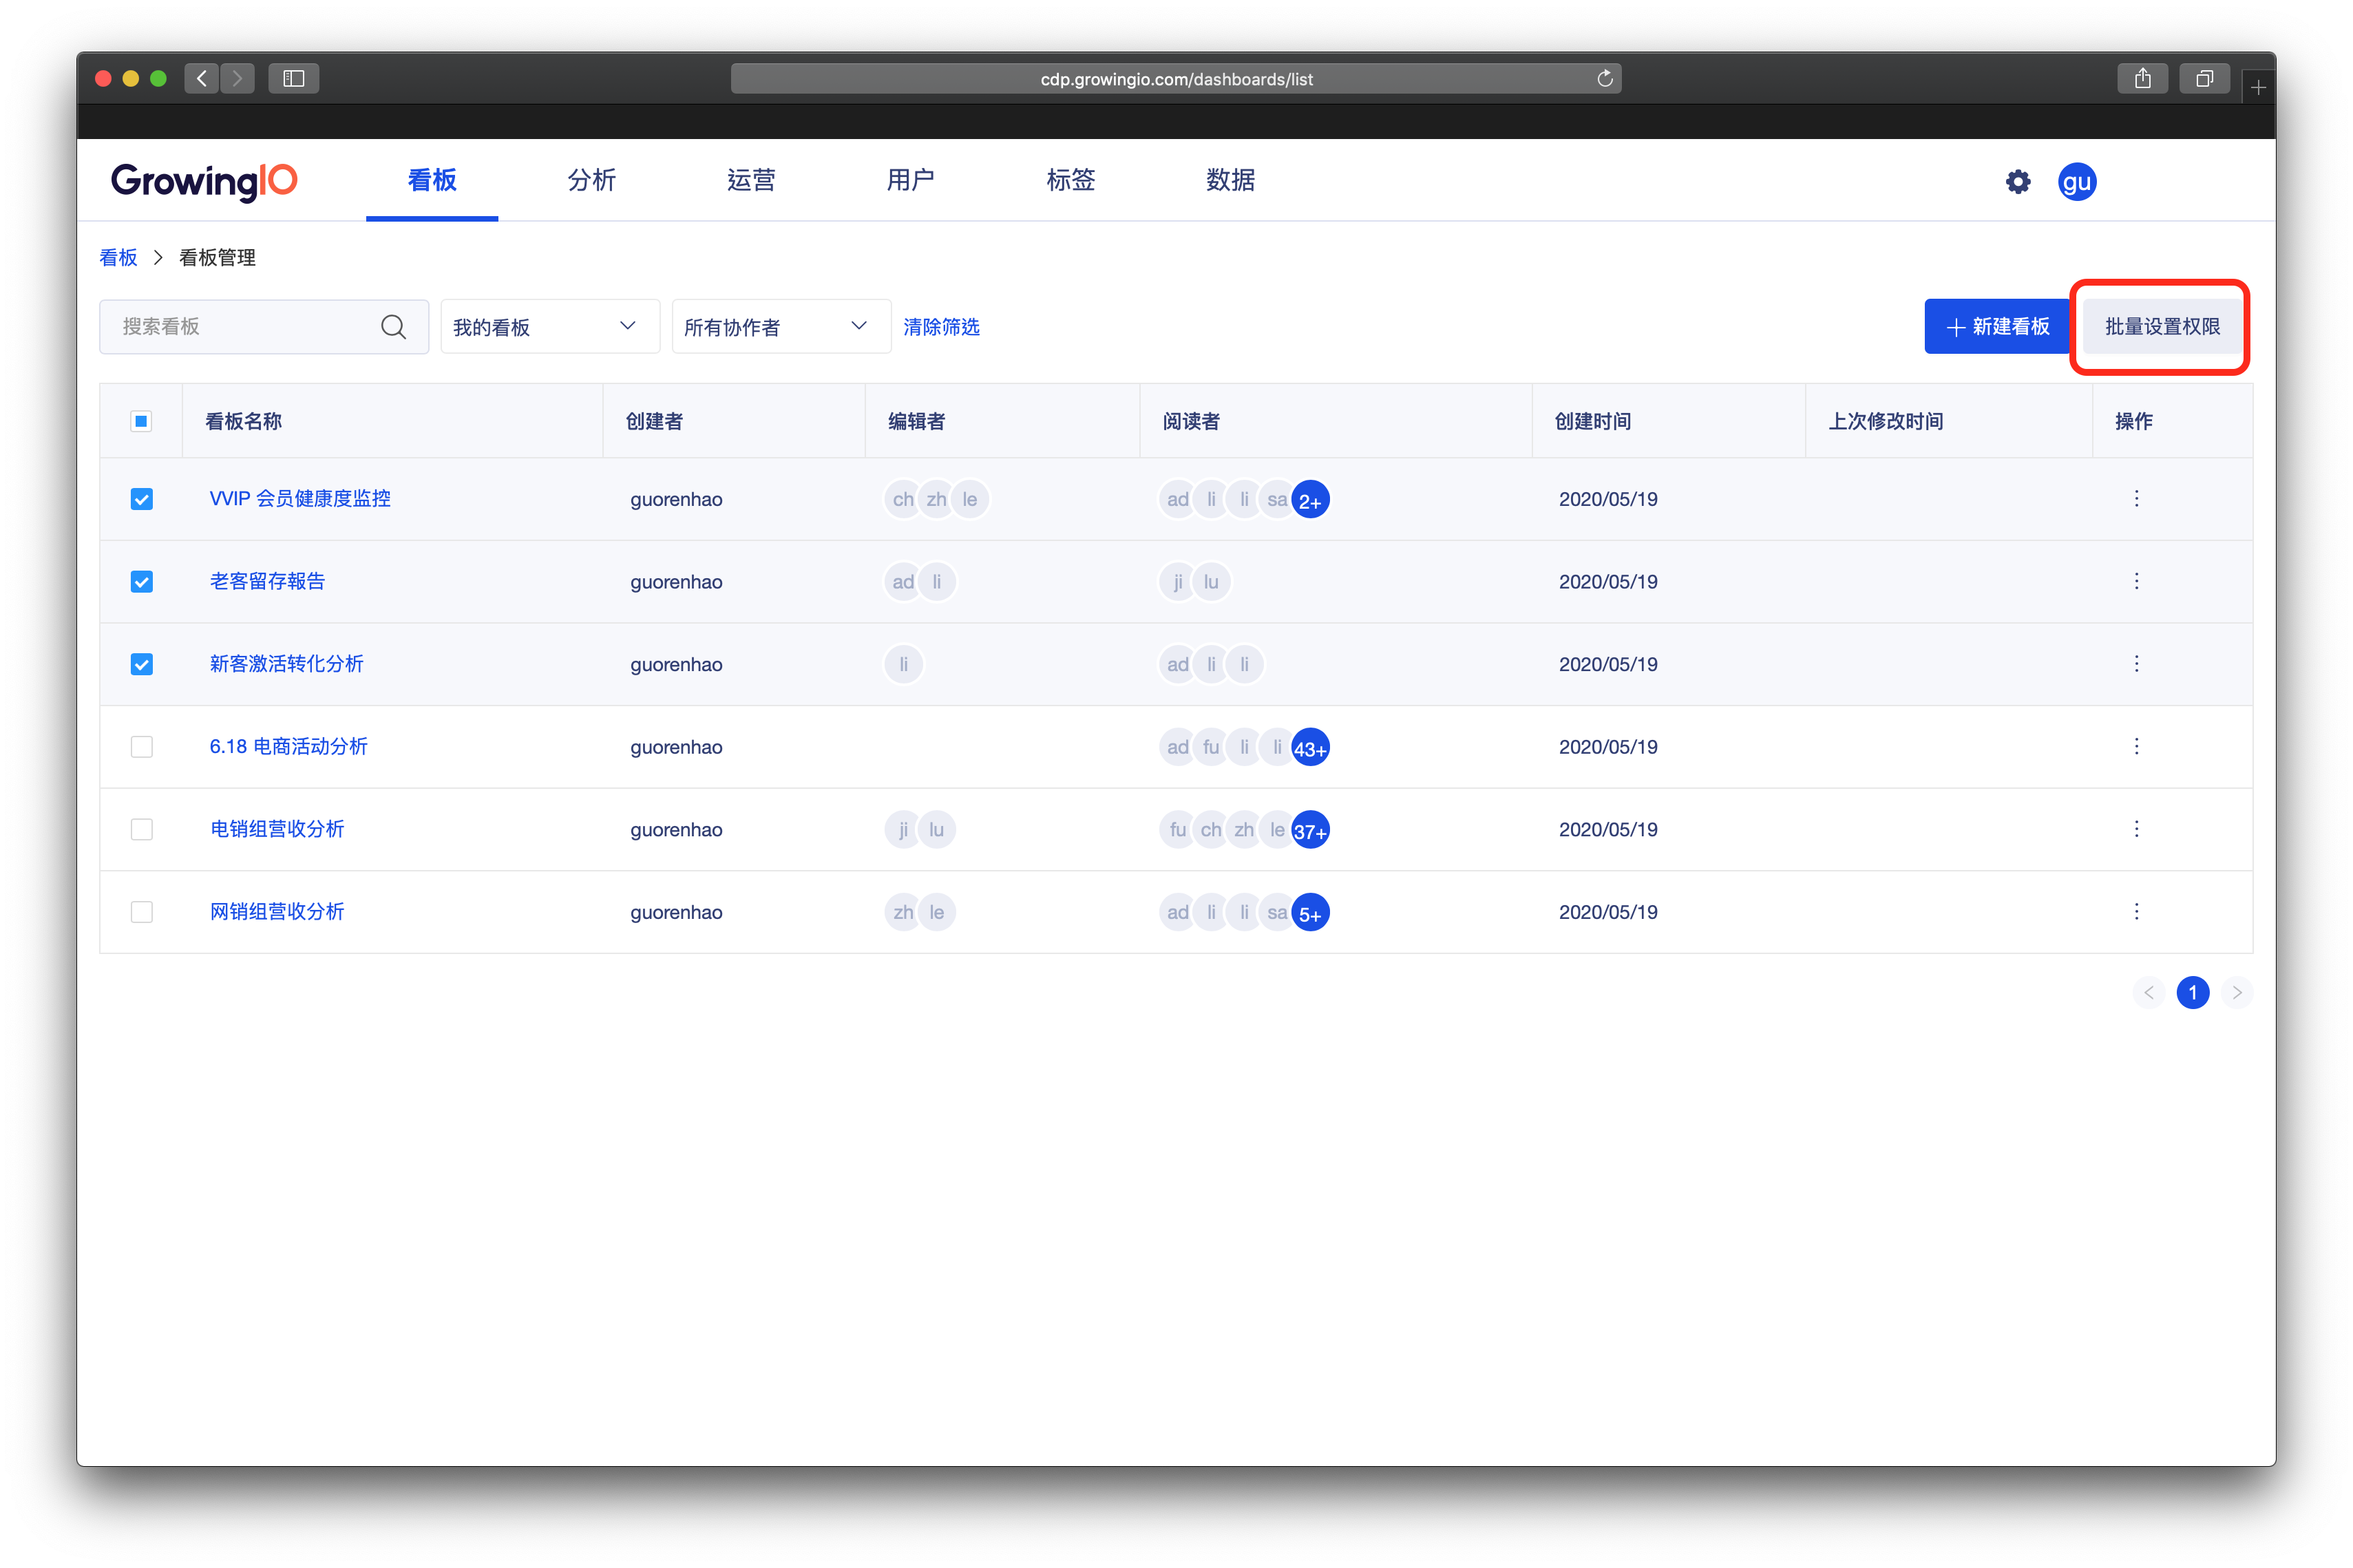 cdp.growingio.com/dashboards/list
GrowingIO 看板 分析 运营 用户 标签 数据 gu
看板 > 看板管理
搜索看板 我的看板 所有协作者 清除筛选 + 新建看板 批量设置权限
看板名称 创建者 编辑者 阅读者 创建时间 上次修改时间 操作
VVIP 会员健康度监控 guorenhao ch zh le ad li li sa 2+ 2020/05/19
老客留存報告 guorenhao ad li ji lu 2020/05/19
新客激活转化分析 guorenhao li ad li li 2020/05/19
6.18 电商活动分析 guorenhao ad fu li li 43+ 2020/05/19
电销组营收分析 guorenhao ji lu fu ch zh le 37+ 2020/05/19
网销组营收分析 guorenhao zh le ad li li sa 5+ 2020/05/19
< 1 >